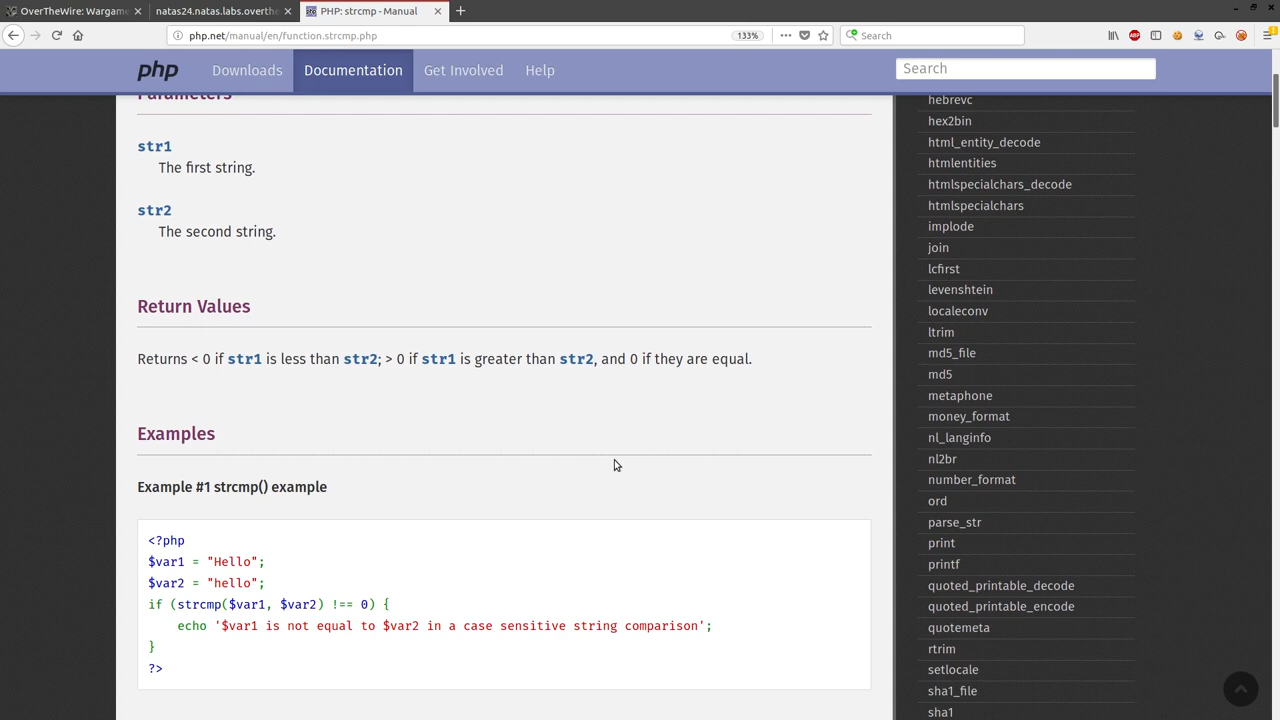 OverTheWire: Wargam
natas24.natas.labs.overthe
PHP: strcmp - Manual
php.net/manual/en/function.strcmp.php
133%
Search
php
Downloads
Documentation
Get Involved
Help
Search
Parameters
str1
The first string.
str2
The second string.
Return Values
Returns < 0 if str1 is less than str2; > 0 if str1 is greater than str2, and 0 if they are equal.
Examples
Example #1 strcmp() example
<?php
$var1 = "Hello";
$var2 = "hello";
if (strcmp($var1, $var2) !== 0) {
    echo '$var1 is not equal to $var2 in a case sensitive string comparison';
}
?>
hebrevc
hex2bin
html_entity_decode
htmlentities
htmlspecialchars_decode
htmlspecialchars
implode
join
lcfirst
levenshtein
localeconv
ltrim
md5_file
md5
metaphone
money_format
nl_langinfo
nl2br
number_format
ord
parse_str
print
printf
quoted_printable_decode
quoted_printable_encode
quotemeta
rtrim
setlocale
sha1_file
sha1